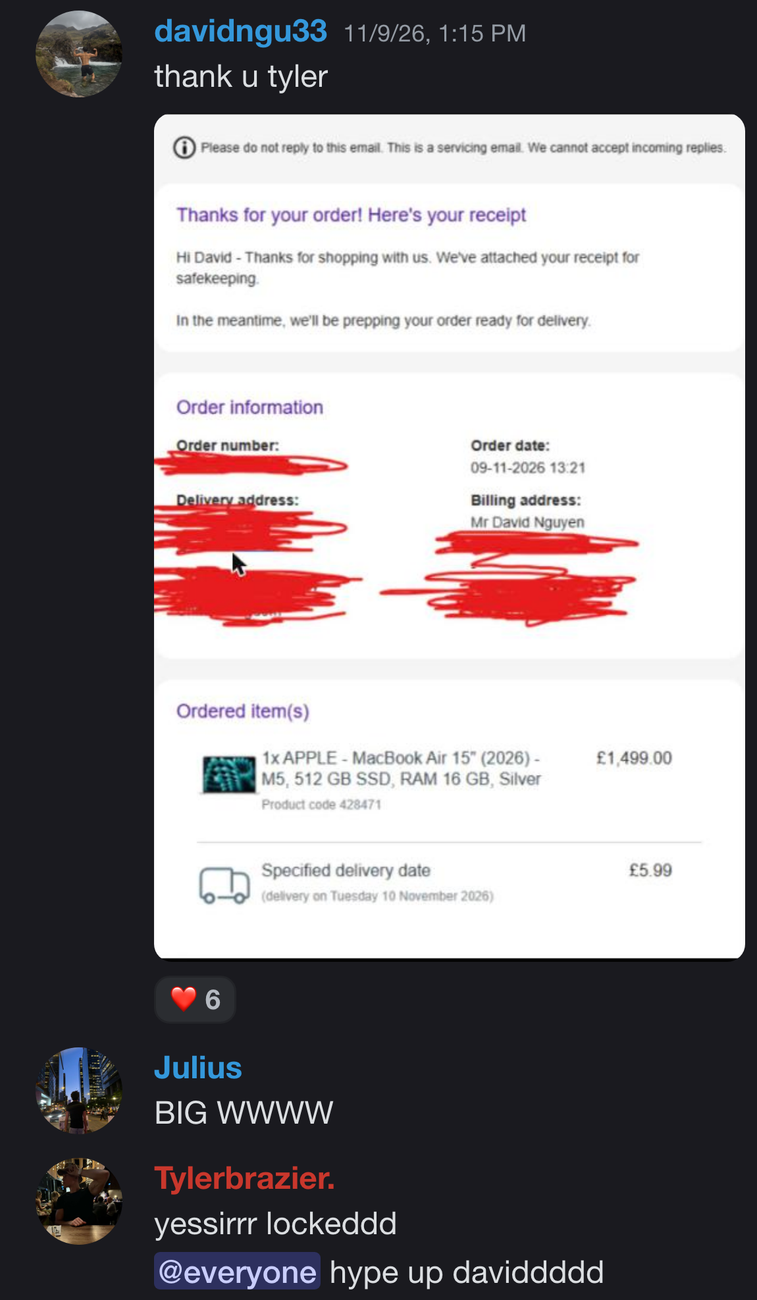 davidngu33 11/9/26, 1:15 PM
thank u tyler
Please do not reply to this email. This is a servicing email. We cannot accept incoming replies.
Thanks for your order! Here's your receipt
Hi David - Thanks for shopping with us. We've attached your receipt for
safekeeping.
In the meantime, we'll be prepping your order ready for delivery.
Order information
Order number:
Order date:
09-11-2026 13:21
Delivery address:
Billing address:
Mr David Nguyen
Ordered item(s)
1x APPLE - MacBook Air 15" (2026) - £1,499.00
M5, 512 GB SSD, RAM 16 GB, Silver
Product code 428471
Specified delivery date £5.99
(delivery on Tuesday 10 November 2026)
❤️ 6
Julius
BIG WWWW
Tylerbrazier.
yessirrr lockeddd
@everyone hype up daviddddd